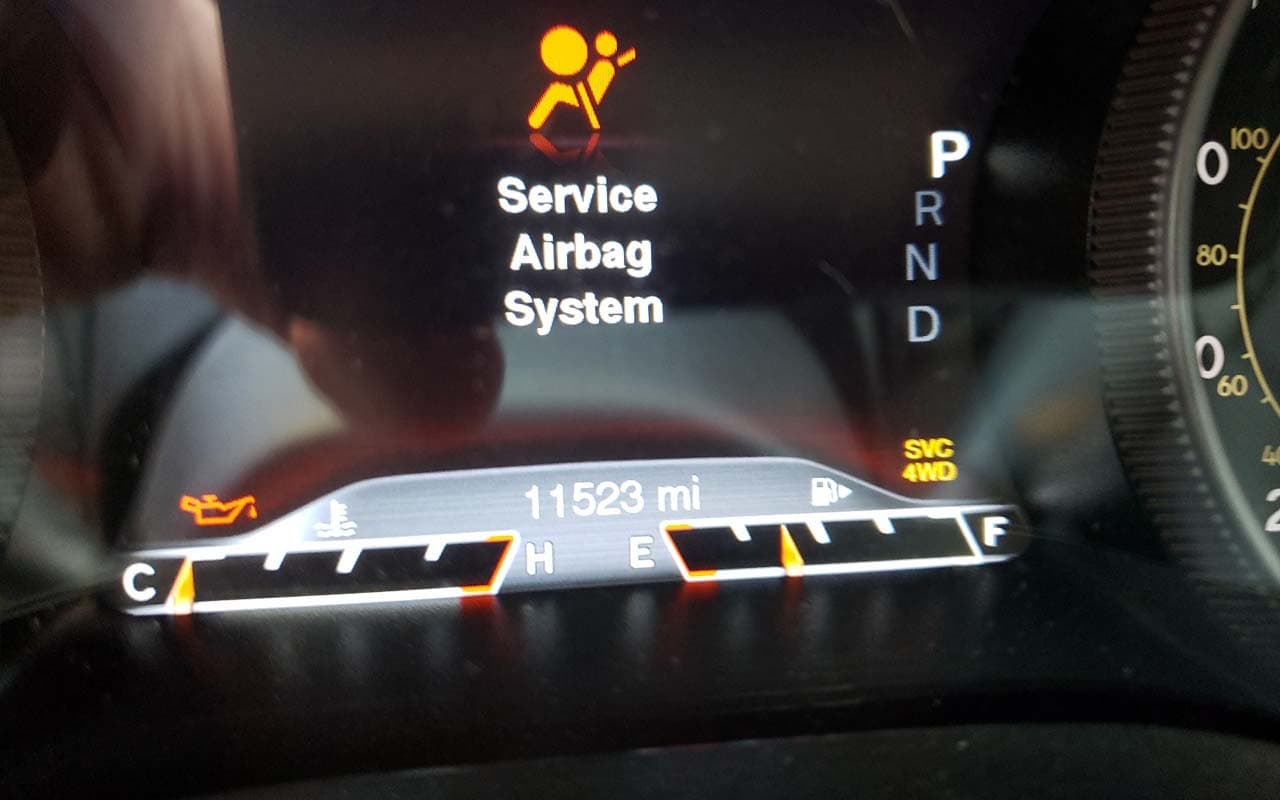 Service
Airbag
System
P
R
N
D
SVC
4WD
11523 mi
C
H
E
F
100
80
60